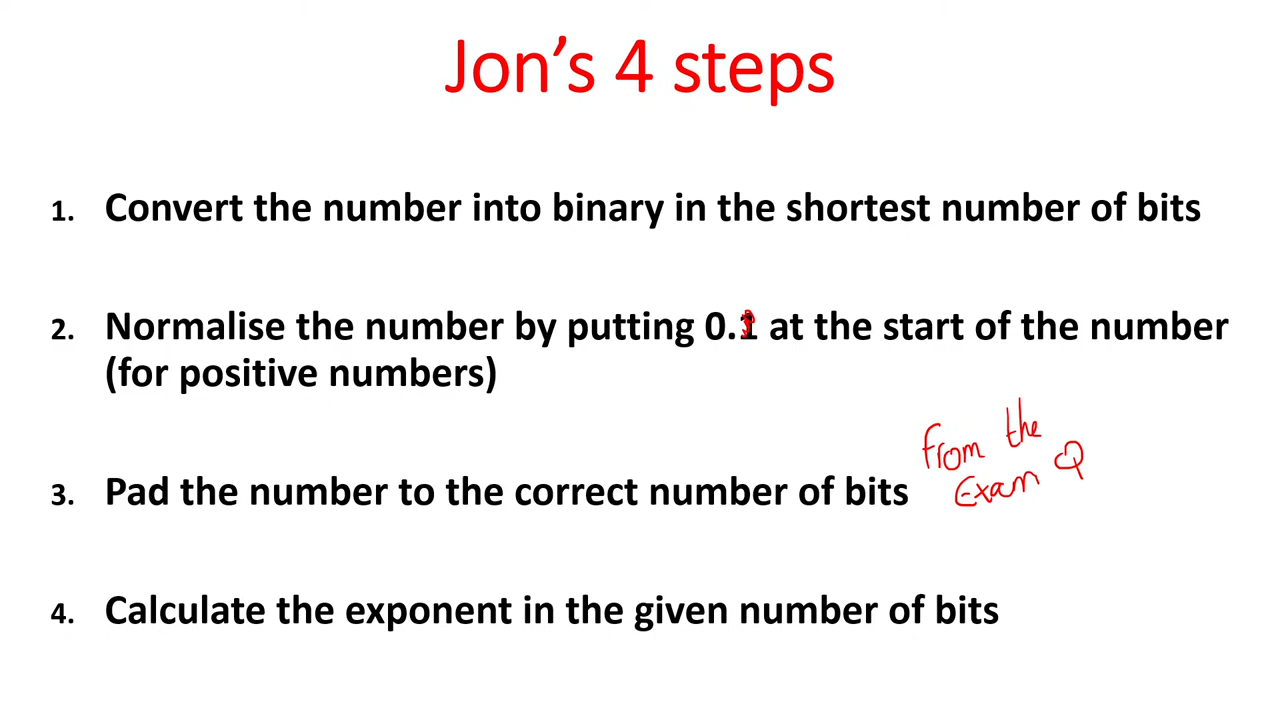 Jon's 4 steps
1. Convert the number into binary in the shortest number of bits
2. Normalise the number by putting 0.1 at the start of the number
(for positive numbers)
From the
Exam Q
3. Pad the number to the correct number of bits
4. Calculate the exponent in the given number of bits